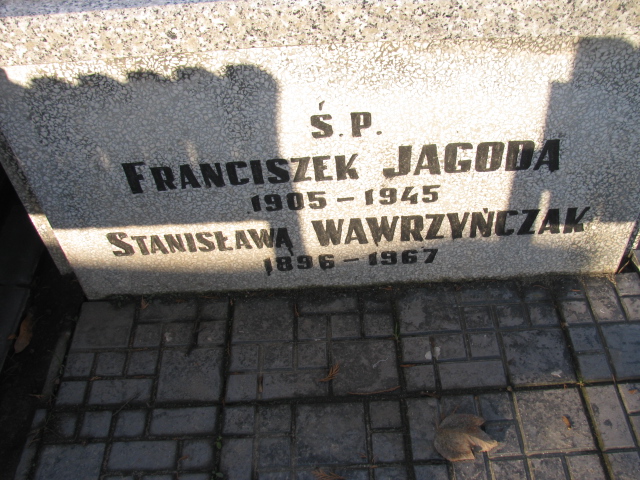 Ś.P.
FRANCISZEK JAGODA
1905 - 1945
STANISŁAWA WAWRZYŃCZAK
1896 - 1967